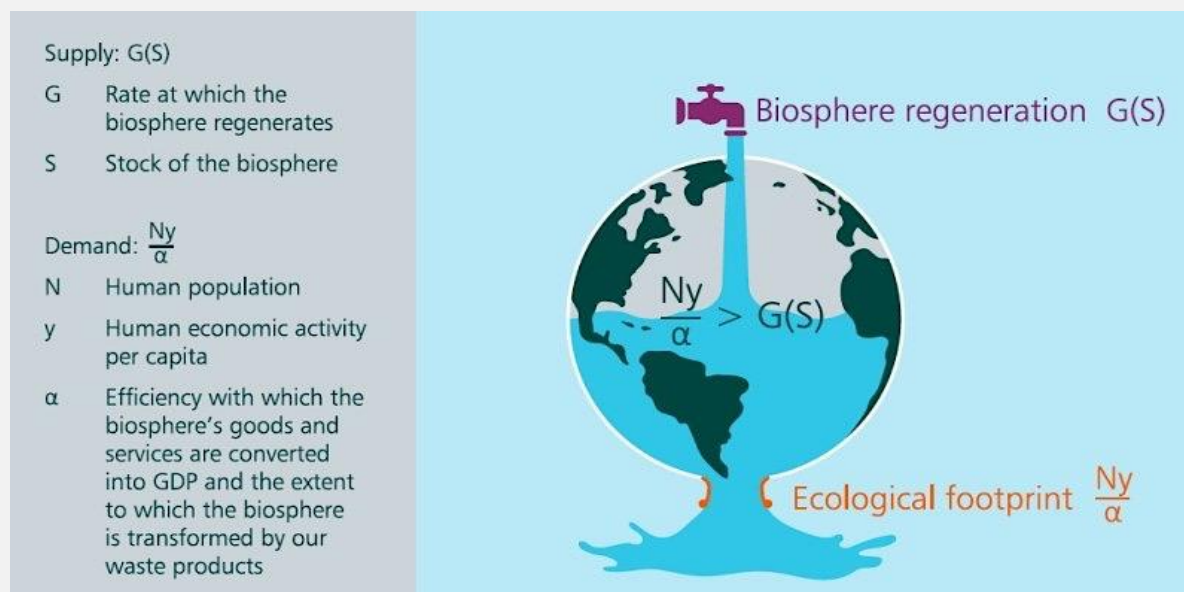 Supply: G(S)
G Rate at which the
biosphere regenerates
S Stock of the biosphere
Demand: Ny/α
N Human population
y Human economic activity
per capita
α Efficiency with which the
biosphere's goods and
services are converted
into GDP and the extent
to which the biosphere
is transformed by our
waste products
Biosphere regeneration G(S)
Ny/α > G(S)
Ecological footprint Ny/α